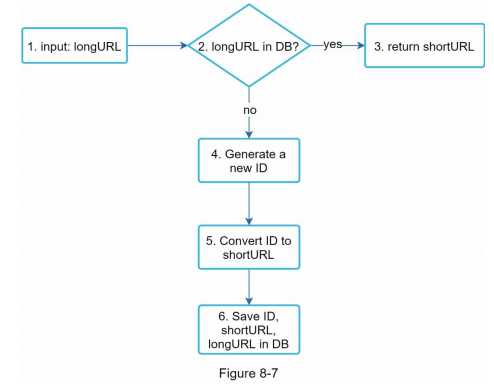 1. input: longURL
2. longURL in DB?
yes
3. return shortURL
no
4. Generate a
new ID
5. Convert ID to
shortURL
6. Save ID,
shortURL,
longURL in DB
Figure 8-7